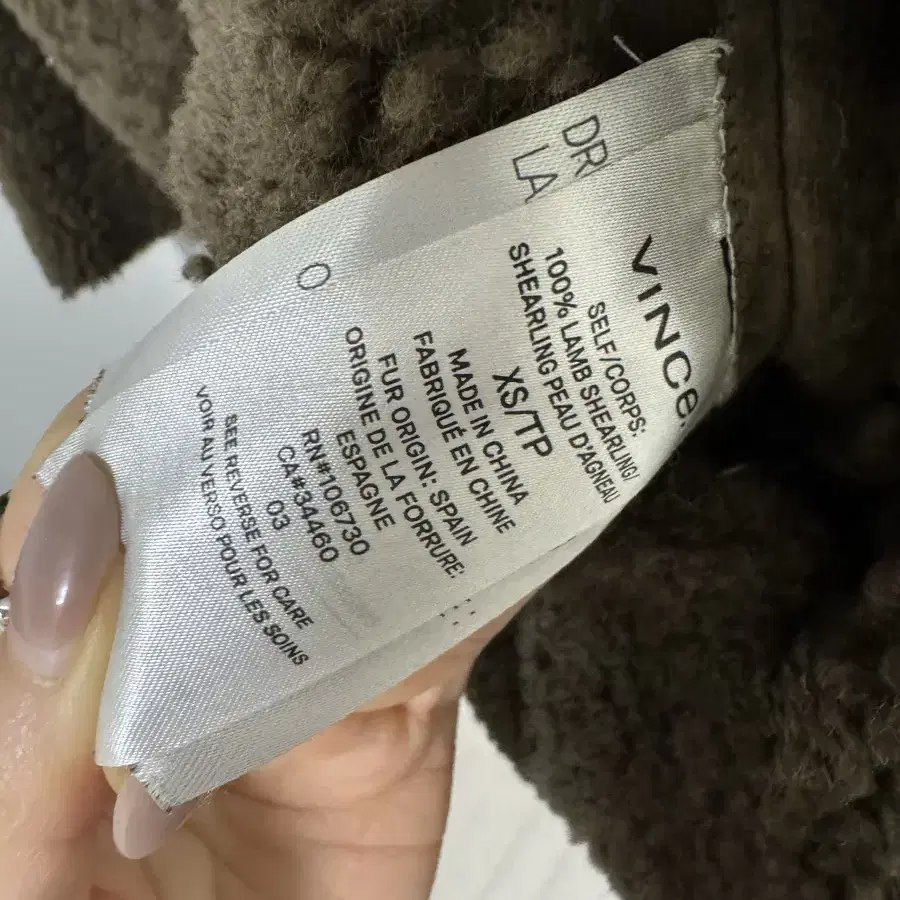 VINCE.
SELF/CORPS:
100% LAMB SHEARLING/
SHEARLING PEAU D'AGNEAU
XS/TP
MADE IN CHINA
FABRIQUÉ EN CHINE
FUR ORIGIN: SPAIN
ORIGINE DE LA FORRURE:
ESPAGNE
RN#106730
CA#34460
03
SEE REVERSE FOR CARE
VOIR AU VERSO POUR LES SOINS
DR
LA
O